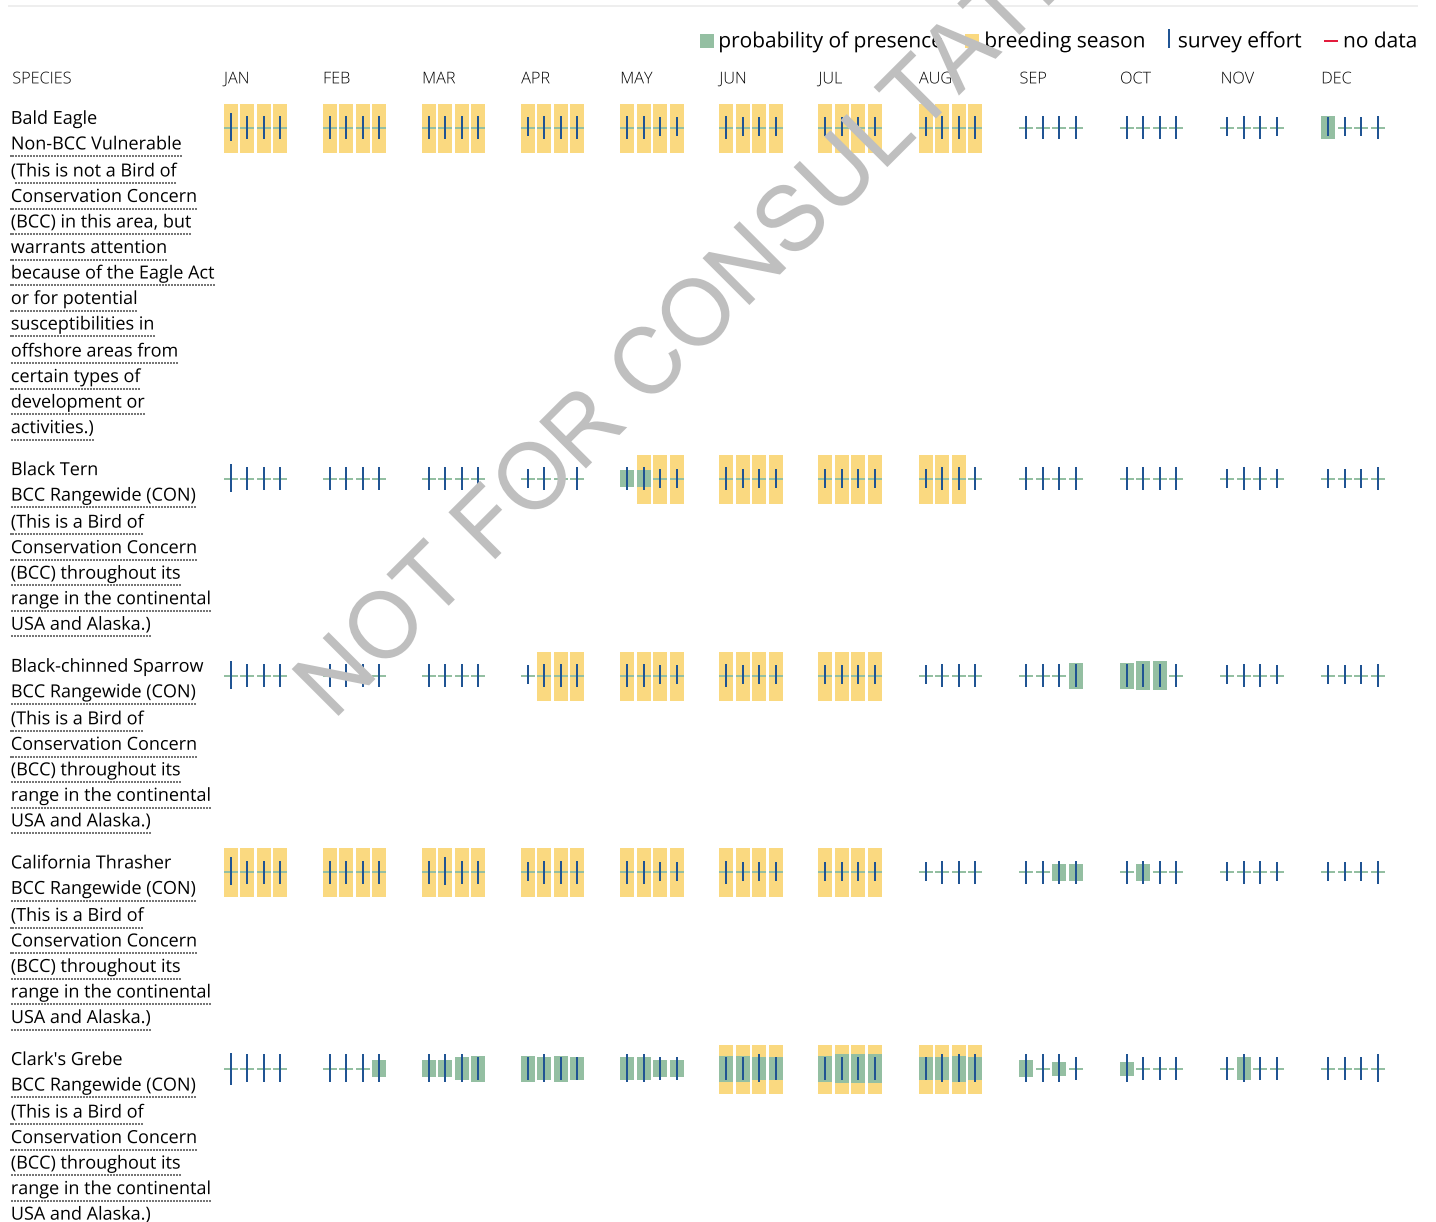 probability of presence breeding season survey effort no data
SPECIES JAN FEB MAR APR MAY JUN JUL AUG SEP OCT NOV DEC
Bald Eagle
Non-BCC Vulnerable
(This is not a Bird of
Conservation Concern
(BCC) in this area, but
warrants attention
because of the Eagle Act
or for potential
susceptibilities in
offshore areas from
certain types of
development or
activities.)
Black Tern
BCC Rangewide (CON)
(This is a Bird of
Conservation Concern
(BCC) throughout its
range in the continental
USA and Alaska.)
Black-chinned Sparrow
BCC Rangewide (CON)
(This is a Bird of
Conservation Concern
(BCC) throughout its
range in the continental
USA and Alaska.)
California Thrasher
BCC Rangewide (CON)
(This is a Bird of
Conservation Concern
(BCC) throughout its
range in the continental
USA and Alaska.)
Clark's Grebe
BCC Rangewide (CON)
(This is a Bird of
Conservation Concern
(BCC) throughout its
range in the continental
USA and Alaska.)
NOT FOR CONSULTATI